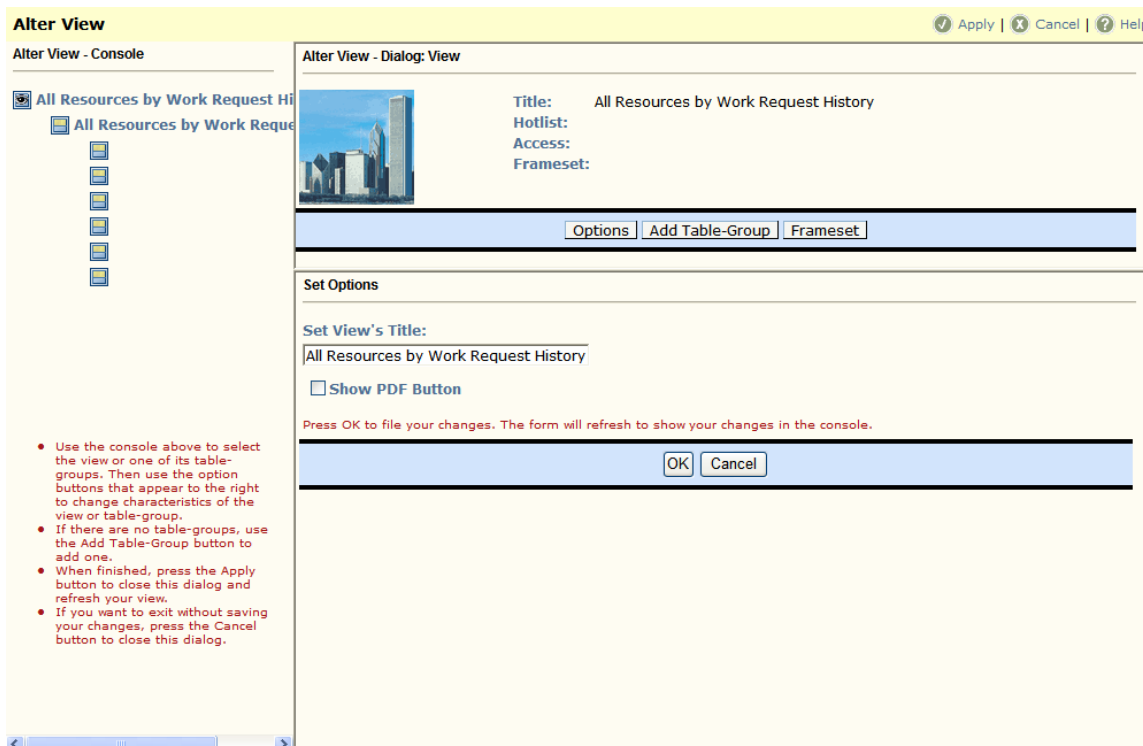 Alter View
Apply | Cancel | Help
Alter View - Console
All Resources by Work Request Hi
All Resources by Work Reque
Use the console above to select
the view or one of its table-
groups. Then use the option
buttons that appear to the right
to change characteristics of the
view or table-group.
If there are no table-groups, use
the Add Table-Group button to
add one.
When finished, press the Apply
button to close this dialog and
refresh your view.
If you want to exit without saving
your changes, press the Cancel
button to close this dialog.
Alter View - Dialog: View
Title: All Resources by Work Request History
Hotlist:
Access:
Frameset:
Options Add Table-Group Frameset
Set Options
Set View's Title:
All Resources by Work Request History
Show PDF Button
Press OK to file your changes. The form will refresh to show your changes in the console.
OK Cancel